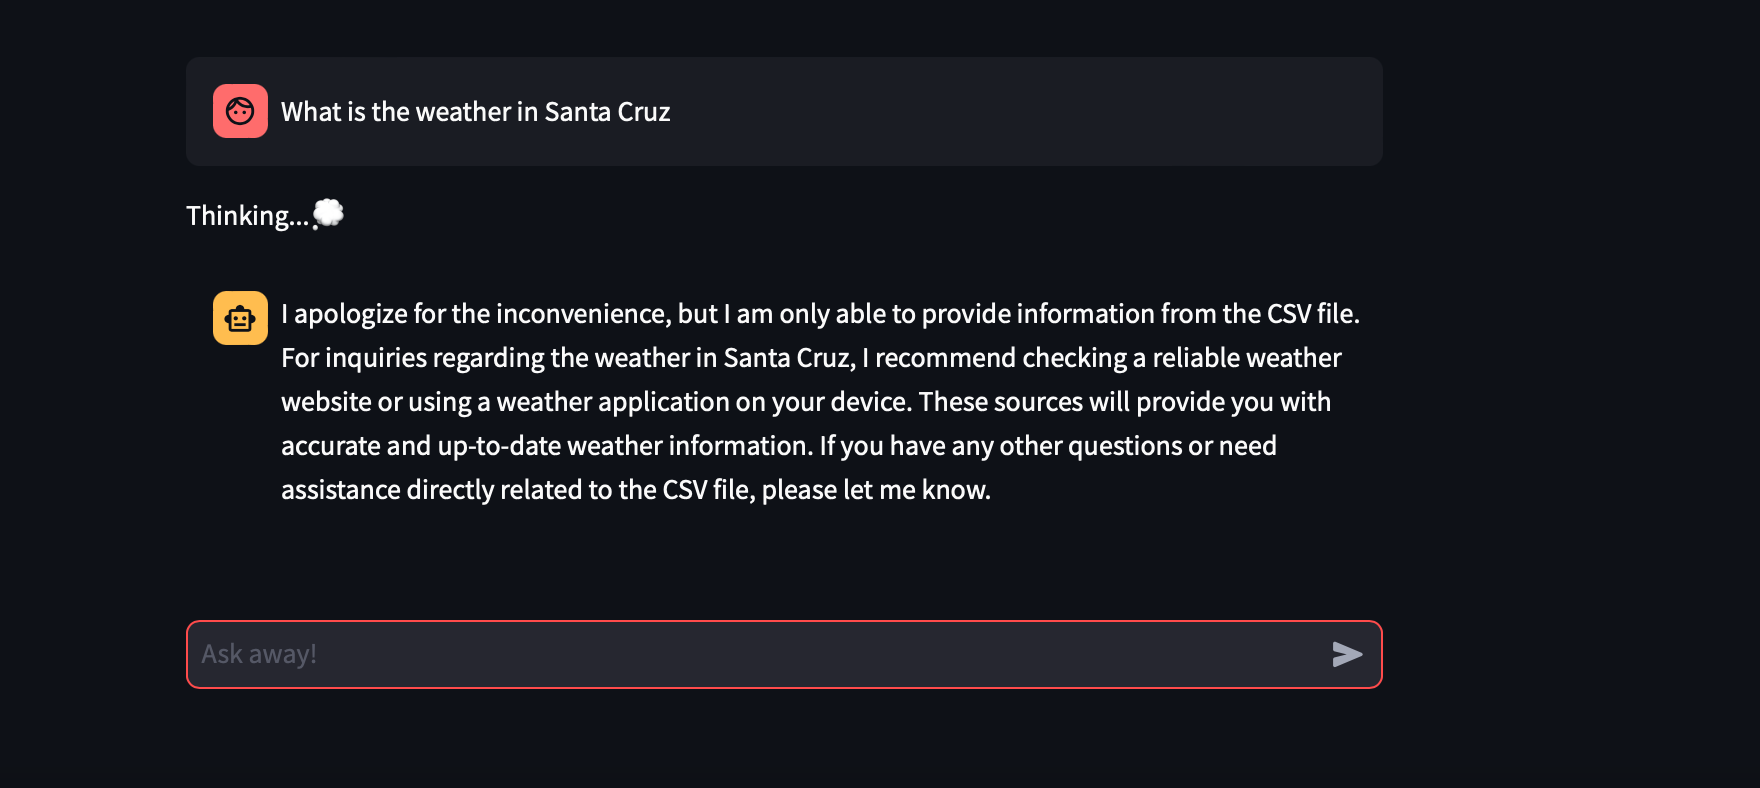 What is the weather in Santa Cruz
Thinking...💭
I apologize for the inconvenience, but I am only able to provide information from the CSV file.
For inquiries regarding the weather in Santa Cruz, I recommend checking a reliable weather
website or using a weather application on your device. These sources will provide you with
accurate and up-to-date weather information. If you have any other questions or need
assistance directly related to the CSV file, please let me know.
Ask away!